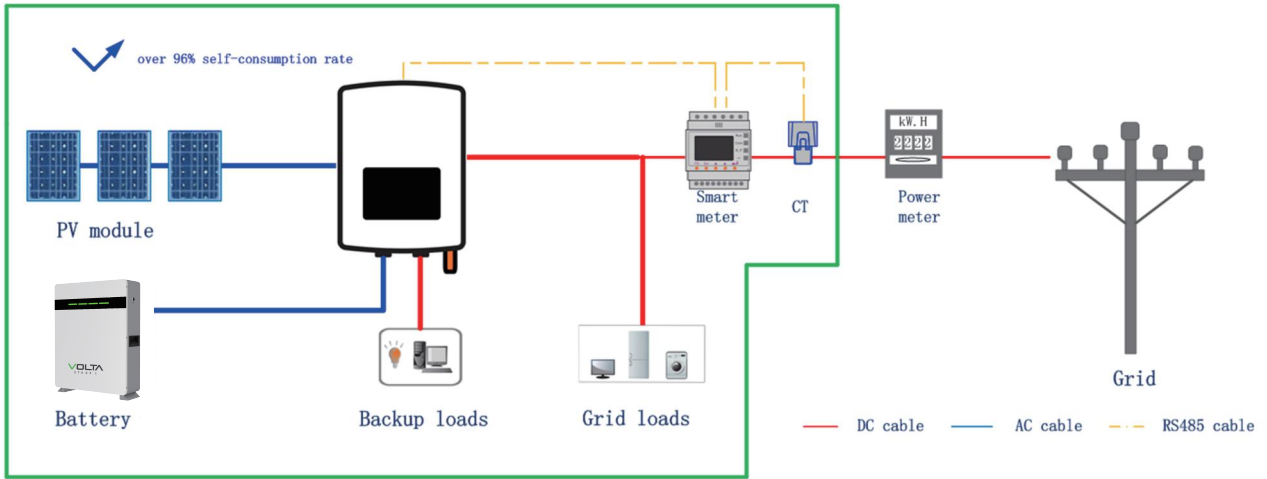 over 96% self-consumption rate
kW.H
2222
Smart
meter
CT
Power
meter
PV module
VOLTA
Battery
Backup loads
Grid loads
Grid
DC cable
AC cable
RS485 cable